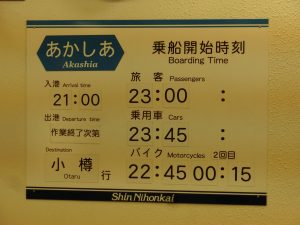 あかしあ
Akashia
乗船開始時刻
Boarding Time
入港 Arrival time
21:00
出港 Departure time
作業終了次第
Destination
小樽 行
Otaru
旅客 Passengers
23:00 :
乗用車 Cars
23:45 :
バイク Motorcycles 2回目
22:45 00:15
Shin Nihonkai